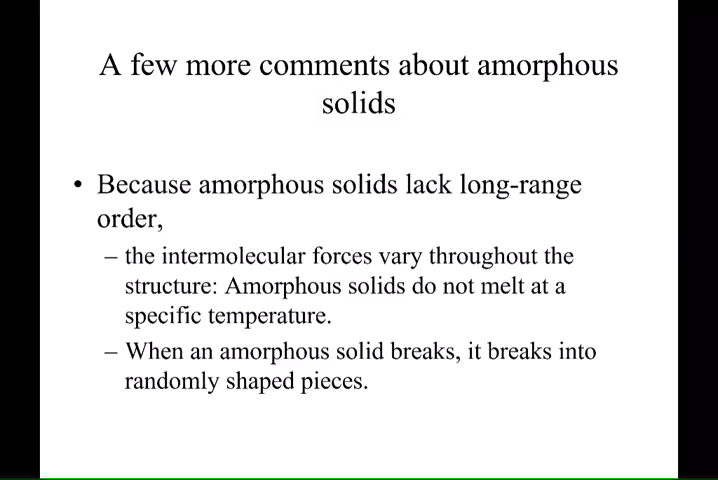 A few more comments about amorphous
solids
• Because amorphous solids lack long-range
order,
– the intermolecular forces vary throughout the
structure: Amorphous solids do not melt at a
specific temperature.
– When an amorphous solid breaks, it breaks into
randomly shaped pieces.